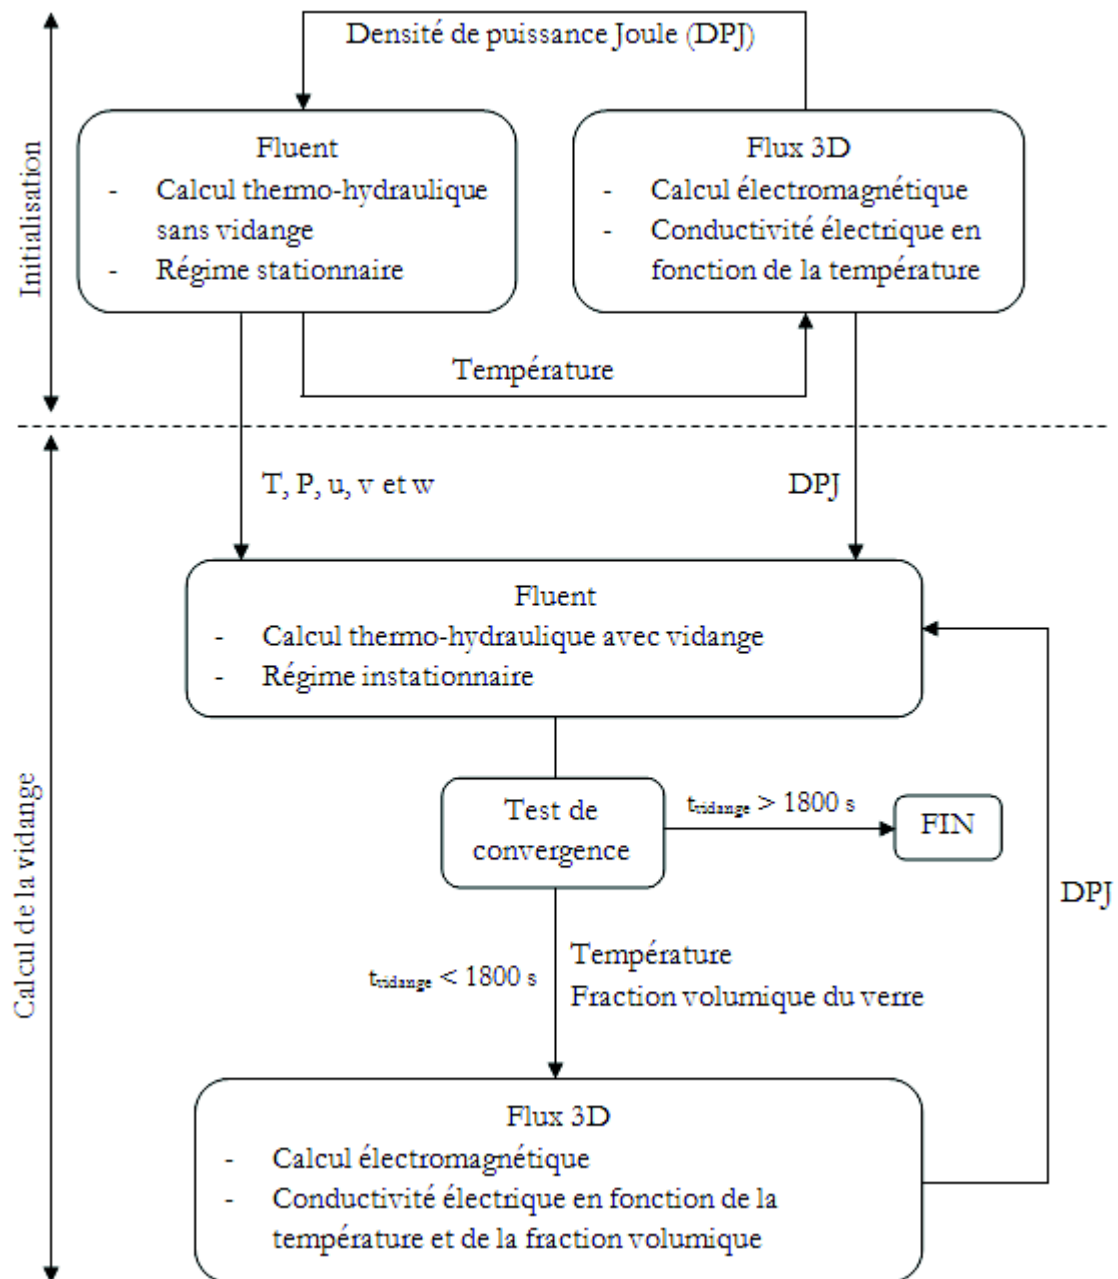 Densité de puissance Joule (DPJ)
Initialisation
Fluent
- Calcul thermo-hydraulique
sans vidange
- Régime stationnaire
Flux 3D
- Calcul électromagnétique
- Conductivité électrique en
fonction de la température
Température
T, P, u, v et w
DPJ
Calcul de la vidange
Fluent
- Calcul thermo-hydraulique avec vidange
- Régime instationnaire
Test de
convergence
tvidange > 1800 s
FIN
DPJ
tvidange < 1800 s
Température
Fraction volumique du verre
Flux 3D
- Calcul électromagnétique
- Conductivité électrique en fonction de la
température et de la fraction volumique